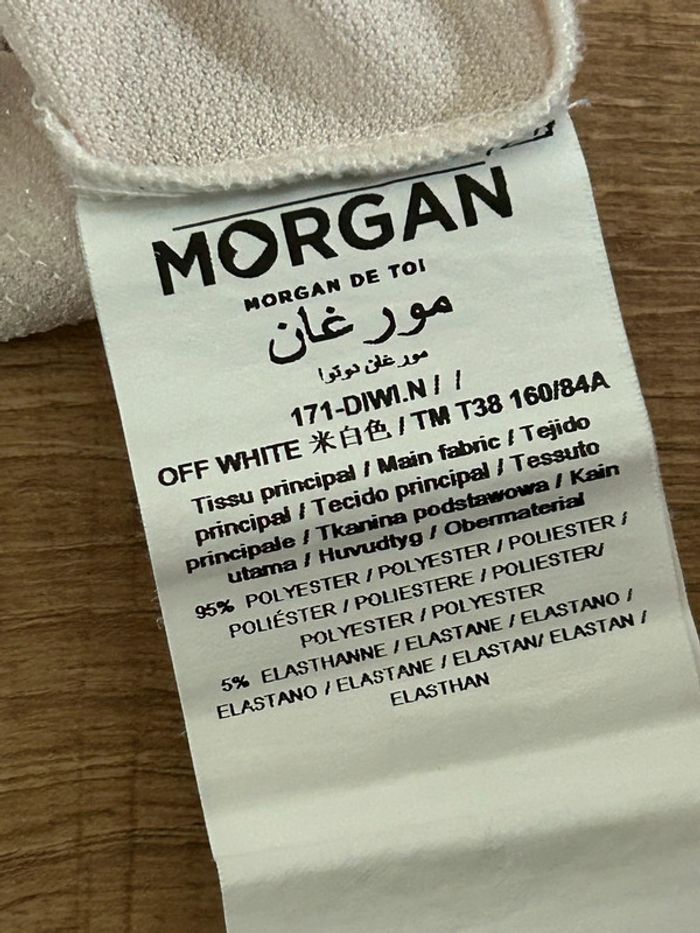 MORGAN
MORGAN DE TOI
مورغان
مورغان دوتوا
171-DIWI.N / /
OFF WHITE 米白色 / TM T38 160/84A
Tissu principal / Main fabric / Tejido
principal / Tecido principal / Tessuto
principale / Tkanina podstawowa / Kain
utama / Huvudtyg / Obermaterial
95% POLYESTER / POLYESTER / POLIESTER /
POLIÉSTER / POLIESTERE / POLIESTER/
POLYESTER / POLYESTER
5% ELASTHANNE / ELASTANE / ELASTANO /
ELASTANO / ELASTANE / ELASTAN/ ELASTAN /
ELASTHAN